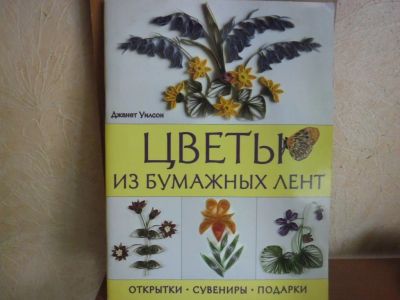 Джанет Уилсон
ЦВЕТЫ
ИЗ БУМАЖНЫХ ЛЕНТ
ОТКРЫТКИ • СУВЕНИРЫ • ПОДАРКИ